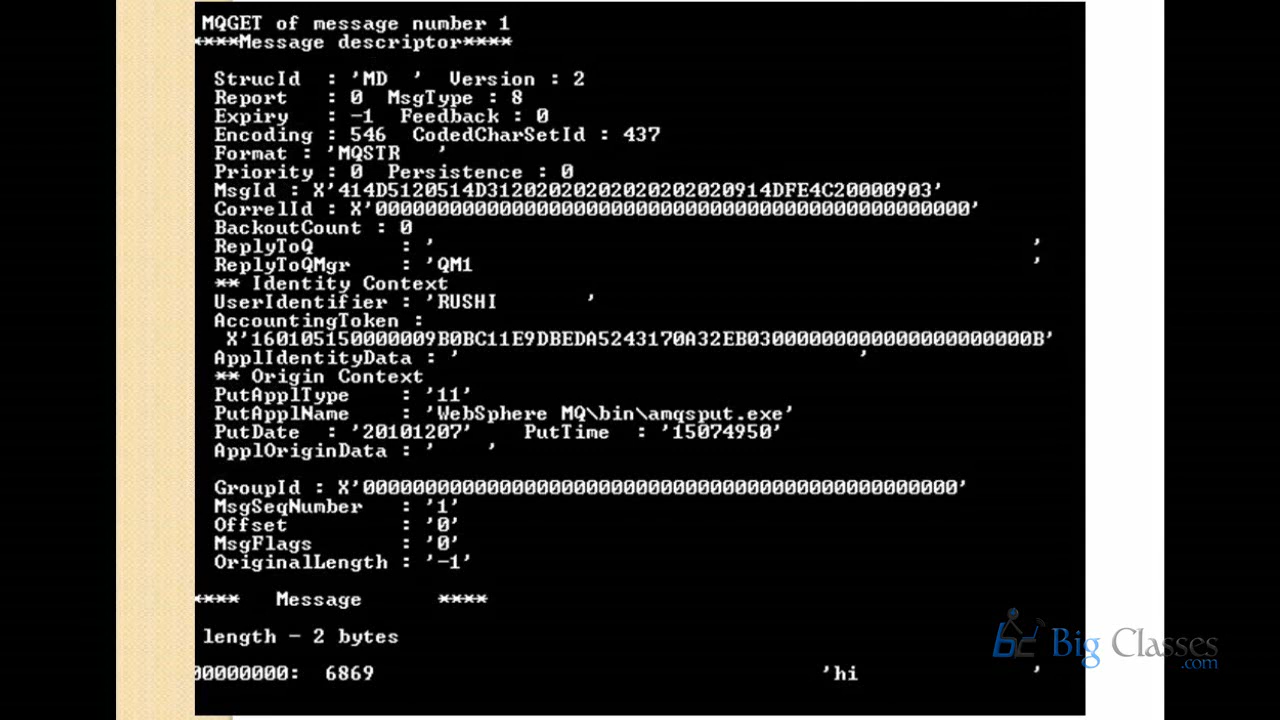 MQGET of message number 1
****Message descriptor****
StrucId : 'MD ' Version : 2
Report : 0 MsgType : 8
Expiry : -1 Feedback : 0
Encoding : 546 CodedCharSetId : 437
Format : 'MQSTR '
Priority : 0 Persistence : 0
MsgId : X'414D5120514D31202020202020202020914DFE4C20000903'
CorrelId : X'000000000000000000000000000000000000000000000000'
BackoutCount : 0
ReplyToQ : ' '
ReplyToQMgr : 'QM1 '
** Identity Context
UserIdentifier : 'RUSHI '
AccountingToken :
X'160105150000009B0BC11E9DBEDA5243170A32EB03000000000000000000000B'
ApplIdentityData : ' '
** Origin Context
PutApplType : '11'
PutApplName : 'WebSphere MQ\bin\amqsput.exe'
PutDate : '20101207' PutTime : '15074950'
ApplOriginData : ' '
GroupId : X'000000000000000000000000000000000000000000000000'
MsgSeqNumber : '1'
Offset : '0'
MsgFlags : '0'
OriginalLength : '-1'
**** Message ****
length - 2 bytes
00000000: 6869 'hi '
Big Classes
.com